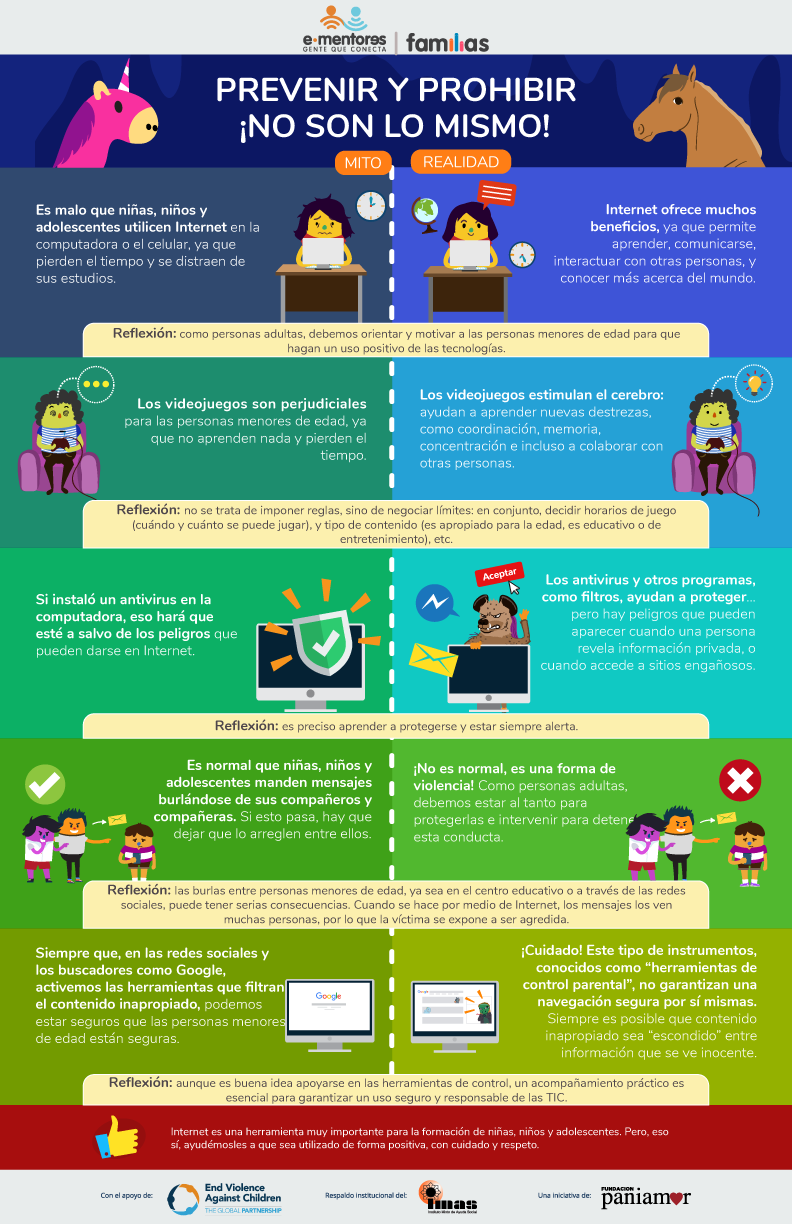 e·mentores
GENTE QUE CONECTA
familias
PREVENIR Y PROHIBIR
¡NO SON LO MISMO!
MITO
REALIDAD
Es malo que niñas, niños y
adolescentes utilicen Internet en la
computadora o el celular, ya que
pierden el tiempo y se distraen de
sus estudios.
Internet ofrece muchos
beneficios, ya que permite
aprender, comunicarse,
interactuar con otras personas, y
conocer más acerca del mundo.
Reflexión: como personas adultas, debemos orientar y motivar a las personas menores de edad para que
hagan un uso positivo de las tecnologías.
Los videojuegos son perjudiciales
para las personas menores de edad, ya
que no aprenden nada y pierden el
tiempo.
Los videojuegos estimulan el cerebro:
ayudan a aprender nuevas destrezas,
como coordinación, memoria,
concentración e incluso a colaborar con
otras personas.
Reflexión: no se trata de imponer reglas, sino de negociar límites: en conjunto, decidir horarios de juego
(cuándo y cuánto se puede jugar), y tipo de contenido (es apropiado para la edad, es educativo o de
entretenimiento), etc.
Si instaló un antivirus en la
computadora, eso hará que
esté a salvo de los peligros que
pueden darse en Internet.
Aceptar
Los antivirus y otros programas,
como filtros, ayudan a proteger...
pero hay peligros que pueden
aparecer cuando una persona
revela información privada, o
cuando accede a sitios engañosos.
Reflexión: es preciso aprender a protegerse y estar siempre alerta.
Es normal que niñas, niños y
adolescentes manden mensajes
burlándose de sus compañeros y
compañeras. Si esto pasa, hay que
dejar que lo arreglen entre ellos.
¡No es normal, es una forma de
violencia! Como personas adultas,
debemos estar al tanto para
protegerlas e intervenir para detener
esta conducta.
Reflexión: las burlas entre personas menores de edad, ya sea en el centro educativo o a través de las redes
sociales, puede tener serias consecuencias. Cuando se hace por medio de Internet, los mensajes los ven
muchas personas, por lo que la víctima se expone a ser agredida.
Siempre que, en las redes sociales y
los buscadores como Google,
activemos las herramientas que filtran
el contenido inapropiado, podemos
estar seguros que las personas menores
de edad están seguras.
Google
Google
¡Cuidado! Este tipo de instrumentos,
conocidos como “herramientas de
control parental”, no garantizan una
navegación segura por sí mismas.
Siempre es posible que contenido
inapropiado sea “escondido” entre
información que se ve inocente.
Reflexión: aunque es buena idea apoyarse en las herramientas de control, un acompañamiento práctico es
esencial para garantizar un uso seguro y responsable de las TIC.
Internet es una herramienta muy importante para la formación de niñas, niños y adolescentes. Pero, eso
sí, ayudémosles a que sea utilizado de forma positiva, con cuidado y respeto.
Con el apoyo de:
End Violence
Against Children
THE GLOBAL PARTNERSHIP
Respaldo institucional del:
imas
Instituto Mixto de Ayuda Social
Una iniciativa de:
FUNDACION
paniamor